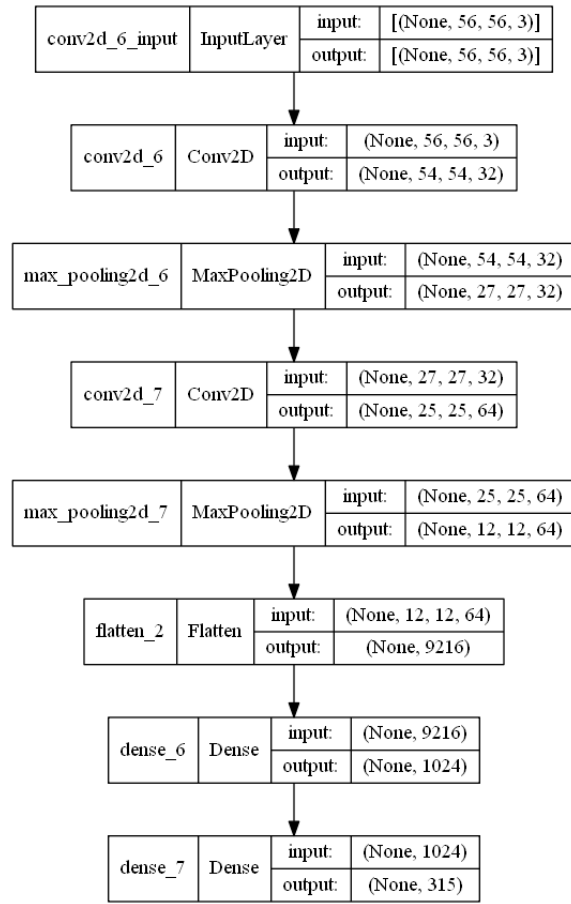 conv2d_6_input InputLayer input: [(None, 56, 56, 3)]
output: [(None, 56, 56, 3)]
conv2d_6 Conv2D input: (None, 56, 56, 3)
output: (None, 54, 54, 32)
max_pooling2d_6 MaxPooling2D input: (None, 54, 54, 32)
output: (None, 27, 27, 32)
conv2d_7 Conv2D input: (None, 27, 27, 32)
output: (None, 25, 25, 64)
max_pooling2d_7 MaxPooling2D input: (None, 25, 25, 64)
output: (None, 12, 12, 64)
flatten_2 Flatten input: (None, 12, 12, 64)
output: (None, 9216)
dense_6 Dense input: (None, 9216)
output: (None, 1024)
dense_7 Dense input: (None, 1024)
output: (None, 315)